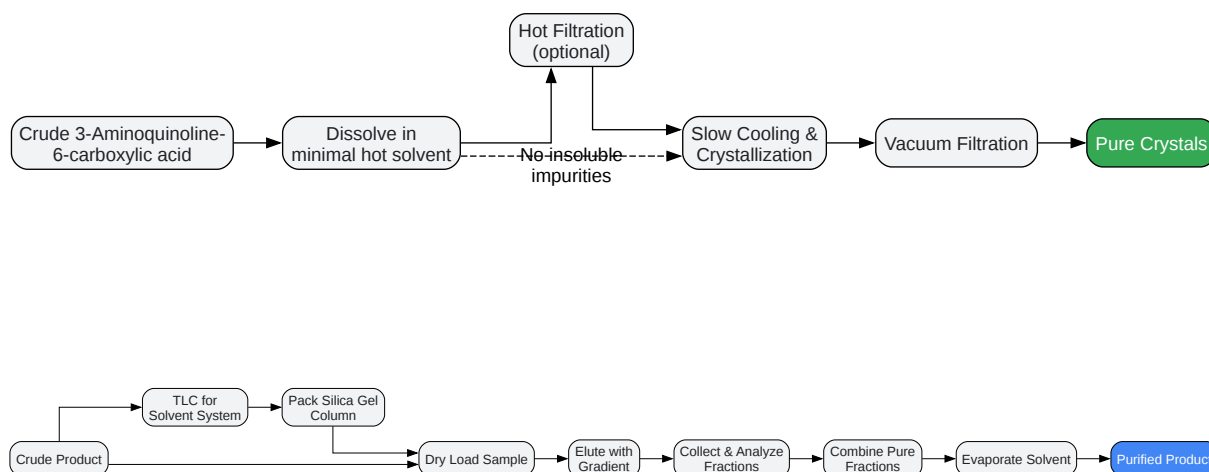 Hot Filtration
(optional)
Crude 3-Aminoquinoline-
6-carboxylic acid
Dissolve in
minimal hot solvent
No insoluble
impurities
Slow Cooling &
Crystallization
Vacuum Filtration
Pure Crystals
TLC for
Solvent System
Pack Silica Gel
Column
Crude Product
Dry Load Sample
Elute with
Gradient
Collect & Analyze
Fractions
Combine Pure
Fractions
Evaporate Solvent
Purified Product